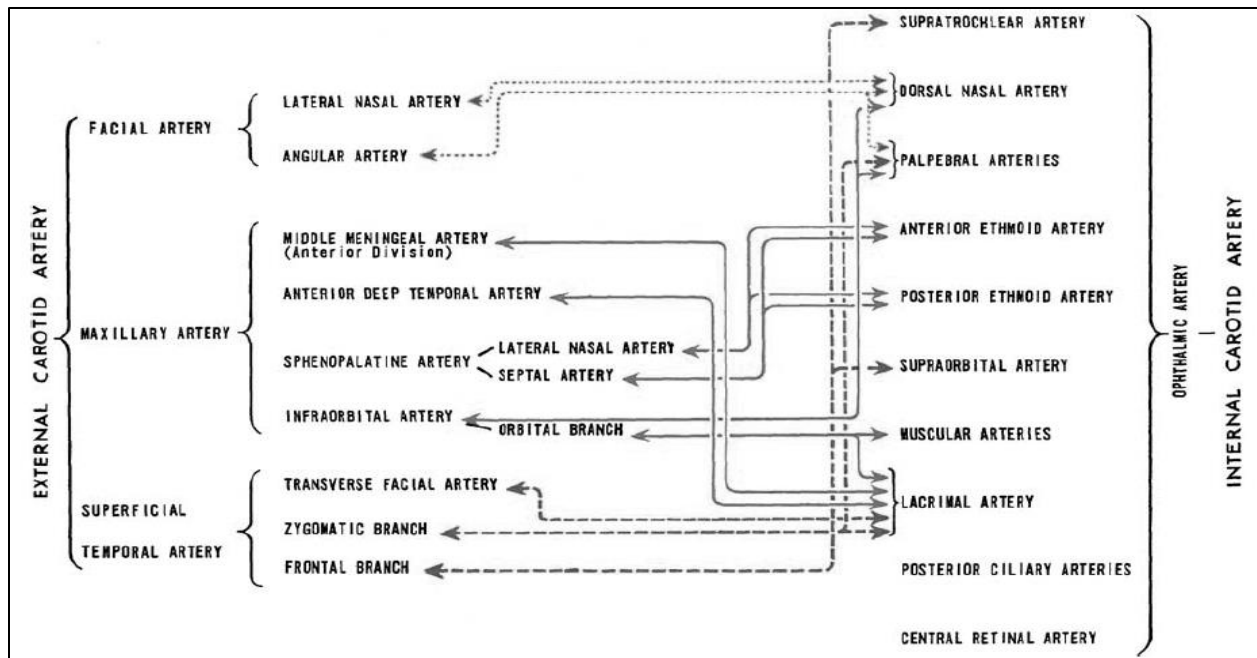 EXTERNAL CAROTID ARTERY
FACIAL ARTERY
LATERAL NASAL ARTERY
ANGULAR ARTERY
MAXILLARY ARTERY
MIDDLE MENINGEAL ARTERY
(Anterior Division)
ANTERIOR DEEP TEMPORAL ARTERY
SPHENOPALATINE ARTERY
LATERAL NASAL ARTERY
SEPTAL ARTERY
INFRAORBITAL ARTERY
ORBITAL BRANCH
SUPERFICIAL
TEMPORAL ARTERY
TRANSVERSE FACIAL ARTERY
ZYGOMATIC BRANCH
FRONTAL BRANCH
SUPRATROCHLEAR ARTERY
DORSAL NASAL ARTERY
PALPEBRAL ARTERIES
ANTERIOR ETHMOID ARTERY
POSTERIOR ETHMOID ARTERY
SUPRAORBITAL ARTERY
MUSCULAR ARTERIES
LACRIMAL ARTERY
POSTERIOR CILIARY ARTERIES
CENTRAL RETINAL ARTERY
OPHTHALMIC ARTERY
INTERNAL CAROTID ARTERY